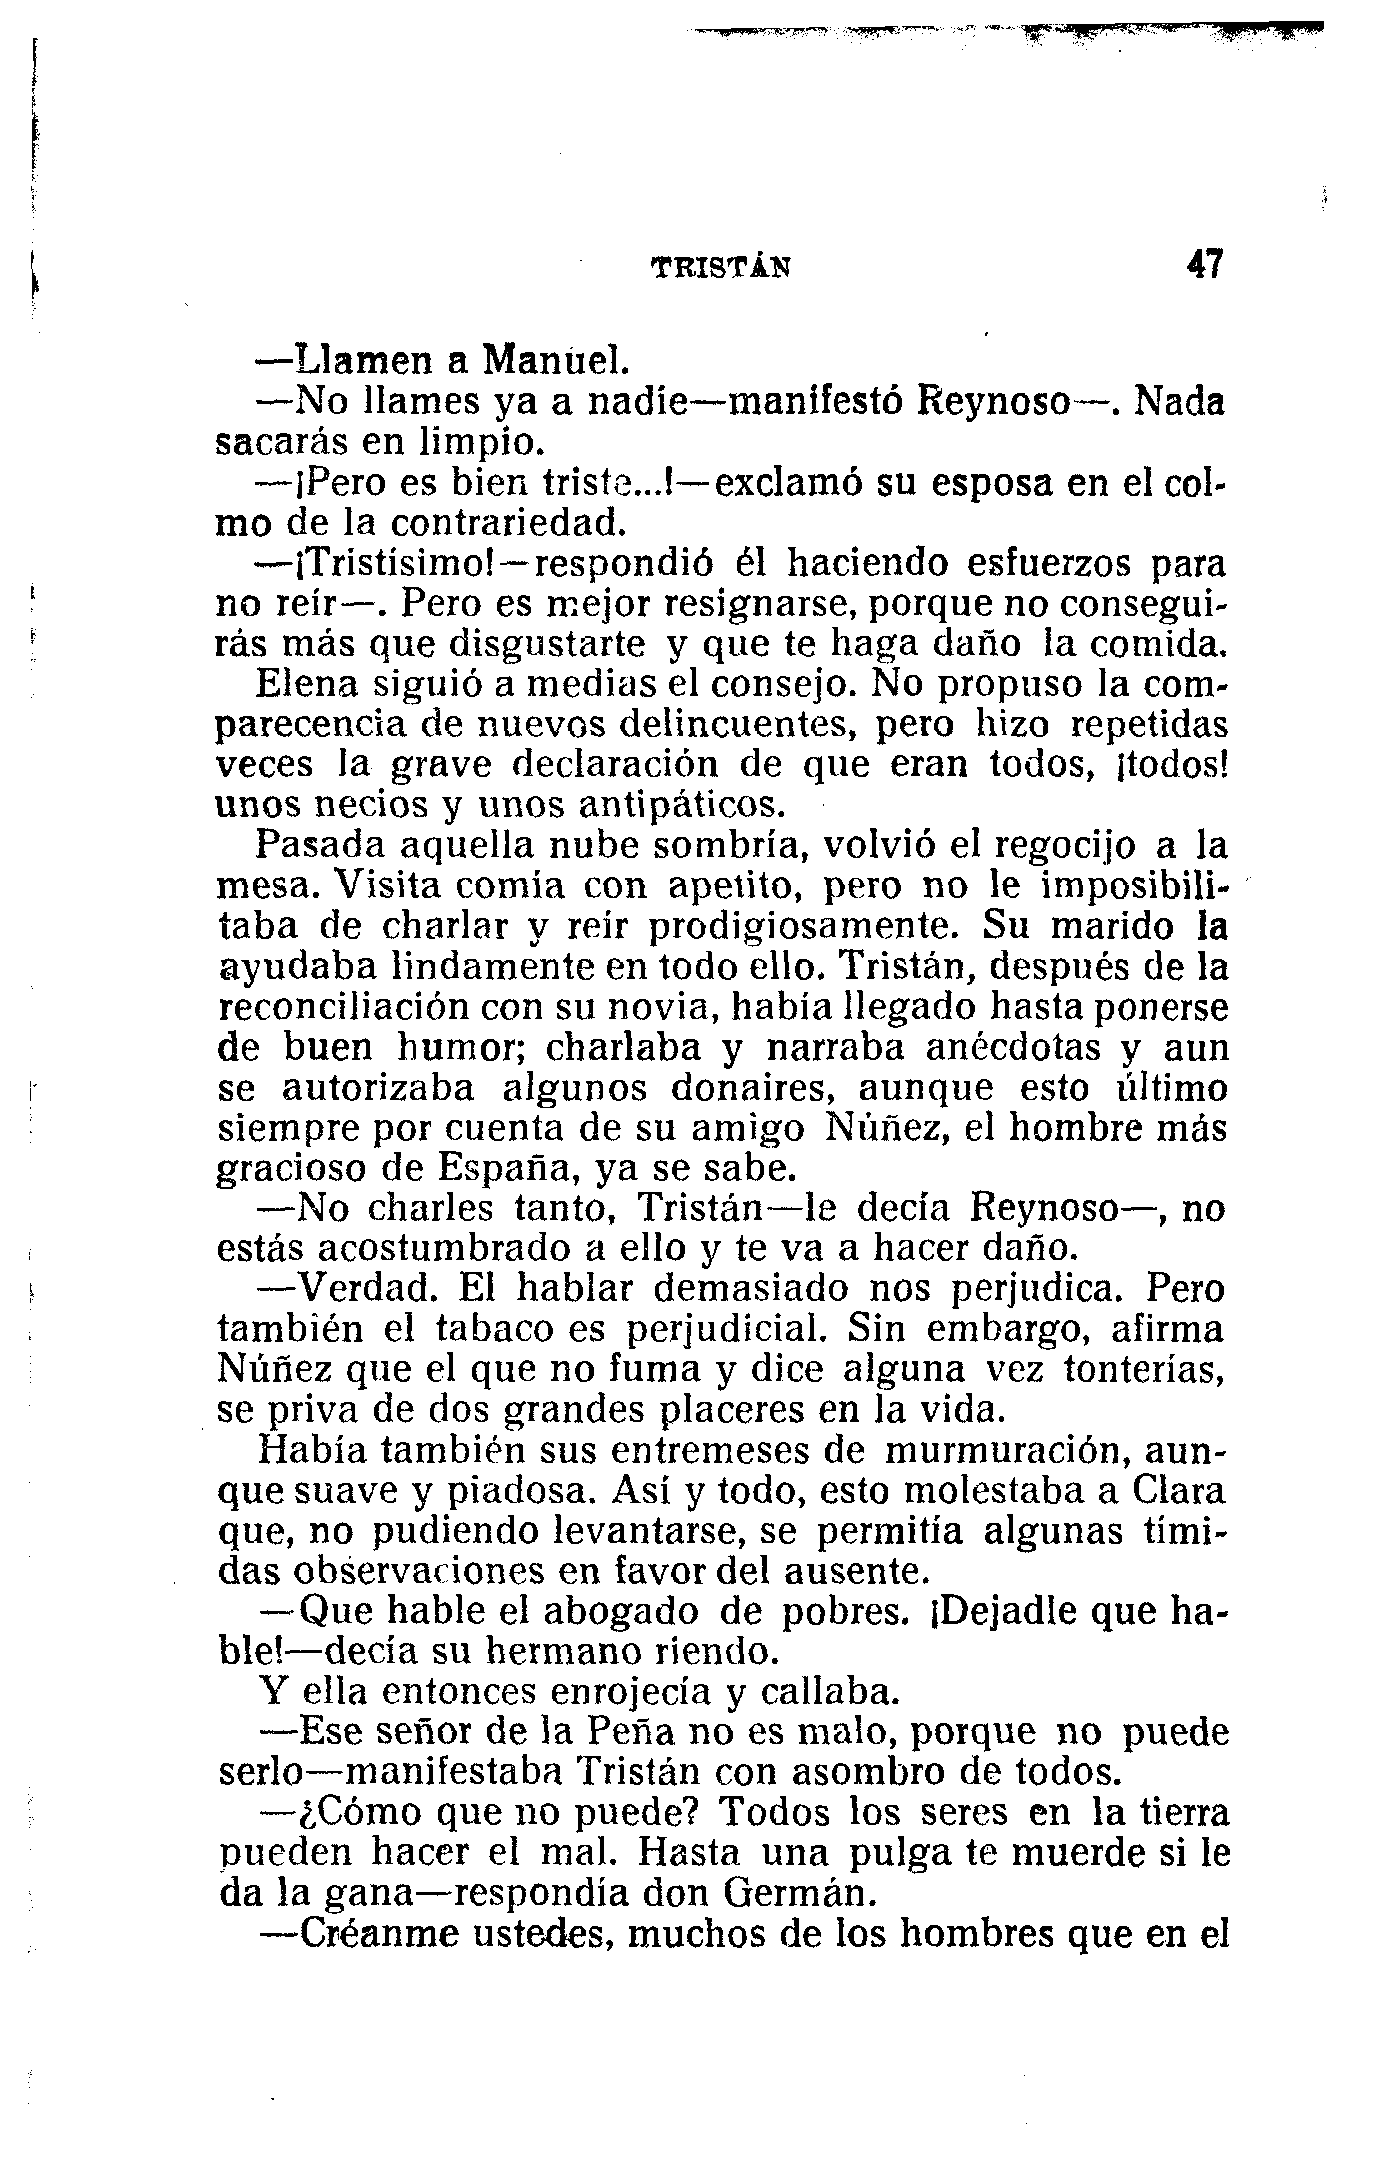 TRISTÁN 47
—Llamen a Manuel.
—No llames ya a nadie—manifestó Reynoso—. Nada
sacarás en limpio.
—¡Pero es bien triste...!—exclamó su esposa en el col-
mo de la contrariedad.
—¡Tristísimo!—respondió él haciendo esfuerzos para
no reír—. Pero es mejor resignarse, porque no consegui-
rás más que disgustarte y que te haga daño la comida.
Elena siguió a medias el consejo. No propuso la com-
parecencia de nuevos delincuentes, pero hizo repetidas
veces la grave declaración de que eran todos, ¡todos!
unos necios y unos antipáticos.
Pasada aquella nube sombría, volvió el regocijo a la
mesa. Visita comía con apetito, pero no le imposibili-
taba de charlar y reír prodigiosamente. Su marido la
ayudaba lindamente en todo ello. Tristán, después de la
reconciliación con su novia, había llegado hasta ponerse
de buen humor; charlaba y narraba anécdotas y aun
se autorizaba algunos donaires, aunque esto último
siempre por cuenta de su amigo Núñez, el hombre más
gracioso de España, ya se sabe.
—No charles tanto, Tristán—le decía Reynoso—, no
estás acostumbrado a ello y te va a hacer daño.
—Verdad. El hablar demasiado nos perjudica. Pero
también el tabaco es perjudicial. Sin embargo, afirma
Núñez que el que no fuma y dice alguna vez tonterías,
se priva de dos grandes placeres en la vida.
Había también sus entremeses de murmuración, aun-
que suave y piadosa. Así y todo, esto molestaba a Clara
que, no pudiendo levantarse, se permitía algunas tími-
das observaciones en favor del ausente.
—Que hable el abogado de pobres. ¡Dejadle que ha-
ble!—decía su hermano riendo.
Y ella entonces enrojecía y callaba.
—Ese señor de la Peña no es malo, porque no puede
serlo—manifestaba Tristán con asombro de todos.
—¿Cómo que no puede? Todos los seres en la tierra
pueden hacer el mal. Hasta una pulga te muerde si le
da la gana—respondía don Germán.
—Créanme ustedes, muchos de los hombres que en el